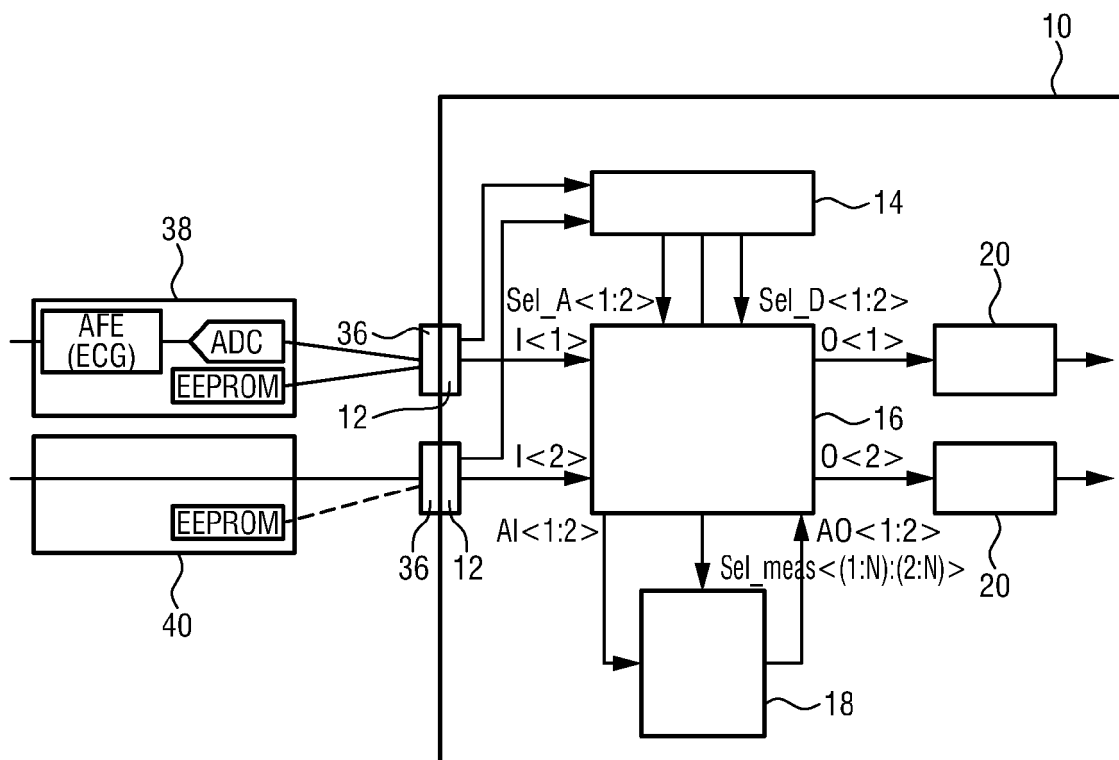 10
14
38
20
Sel_A<1:2>
Sel_D<1:2>
AFE
(ECG)
ADC
EEPROM
36
I<1>
O<1>
12
16
I<2>
O<2>
EEPROM
AI<1:2>
AO<1:2>
36
12
Sel_meas<(1:N):(2:N)>
20
40
18